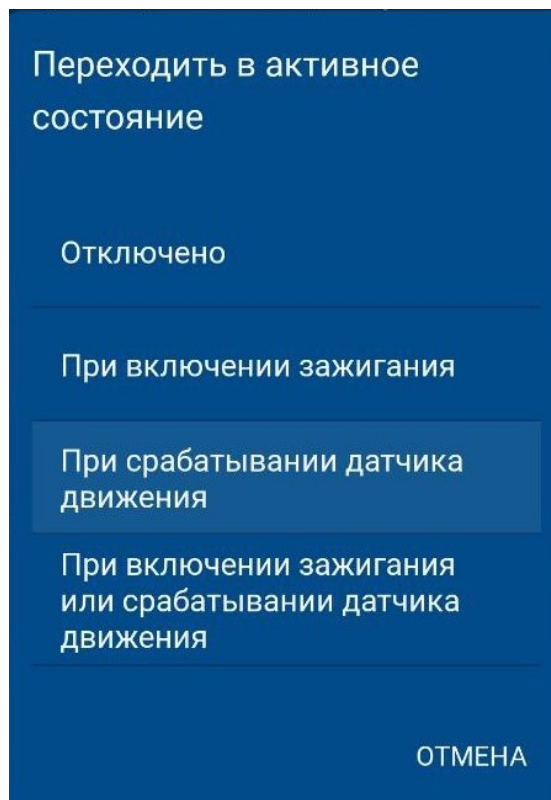 Переходить в активное
состояние
Отключено
При включении зажигания
При срабатывании датчика
движения
При включении зажигания
или срабатывании датчика
движения
ОТМЕНА